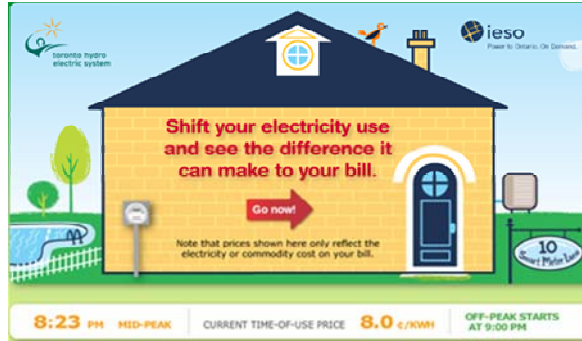 toronto hydro
electric system
ieso
Power to Ontario. On Demand.
Shift your electricity use
and see the difference it
can make to your bill.
Go now!
Note that prices shown here only reflect the
electricity or commodity cost on your bill.
10
Smart Meter Lane
8:23 PM MID-PEAK
CURRENT TIME-OF-USE PRICE 8.0 ¢/KWH
OFF-PEAK STARTS
AT 9:00 PM